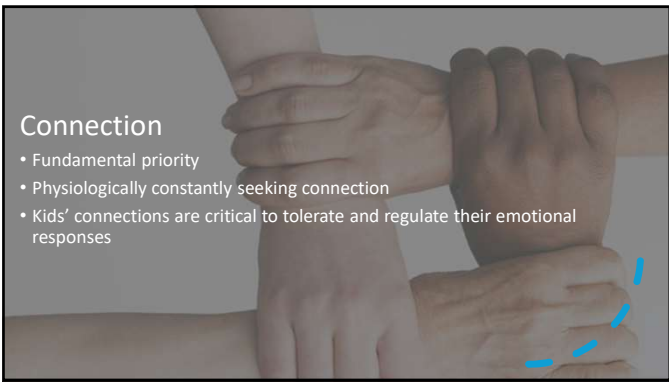 Connection
• Fundamental priority
• Physiologically constantly seeking connection
• Kids’ connections are critical to tolerate and regulate their emotional
responses